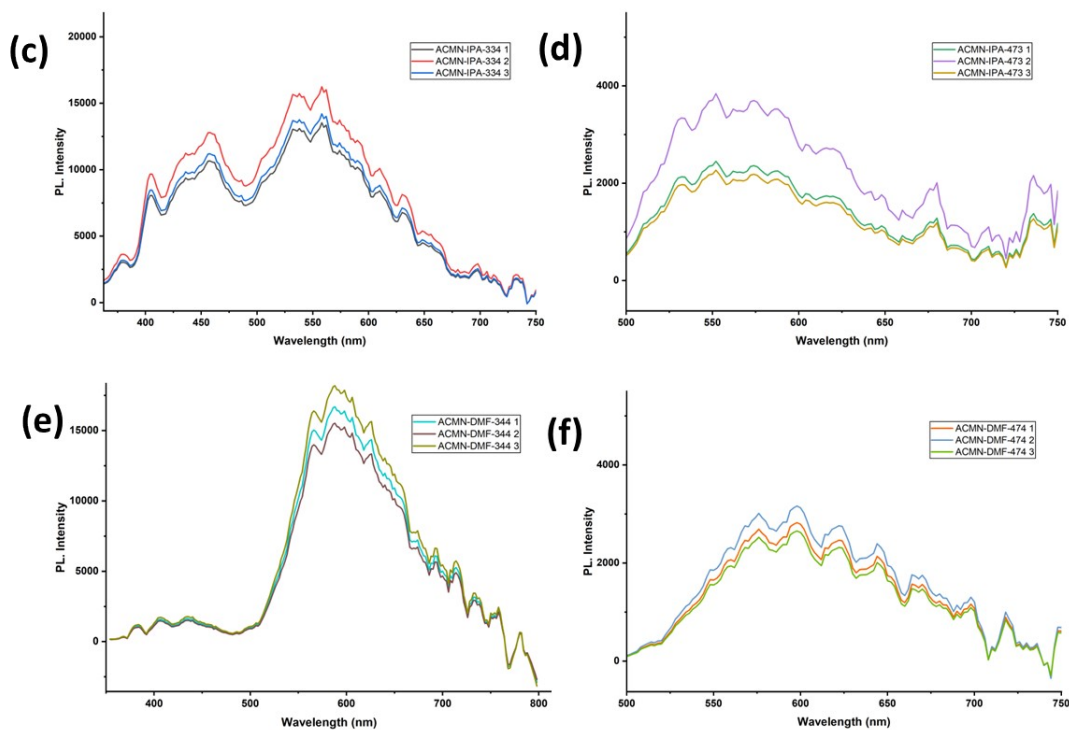 (c)
ACMN-IPA-334 1
ACMN-IPA-334 2
ACMN-IPA-334 3
20000
15000
10000
5000
0
PL. Intensity
400 450 500 550 600 650 700 750
Wavelength (nm)
(d)
ACMN-IPA-473 1
ACMN-IPA-473 2
ACMN-IPA-473 3
4000
2000
0
PL. Intensity
500 550 600 650 700 750
Wavelength (nm)
(e)
ACMN-DMF-344 1
ACMN-DMF-344 2
ACMN-DMF-344 3
15000
10000
5000
0
PL. Intensity
400 500 600 700 800
Wavelength (nm)
(f)
ACMN-DMF-474 1
ACMN-DMF-474 2
ACMN-DMF-474 3
4000
2000
0
PL. Intensity
500 550 600 650 700 750
Wavelength (nm)